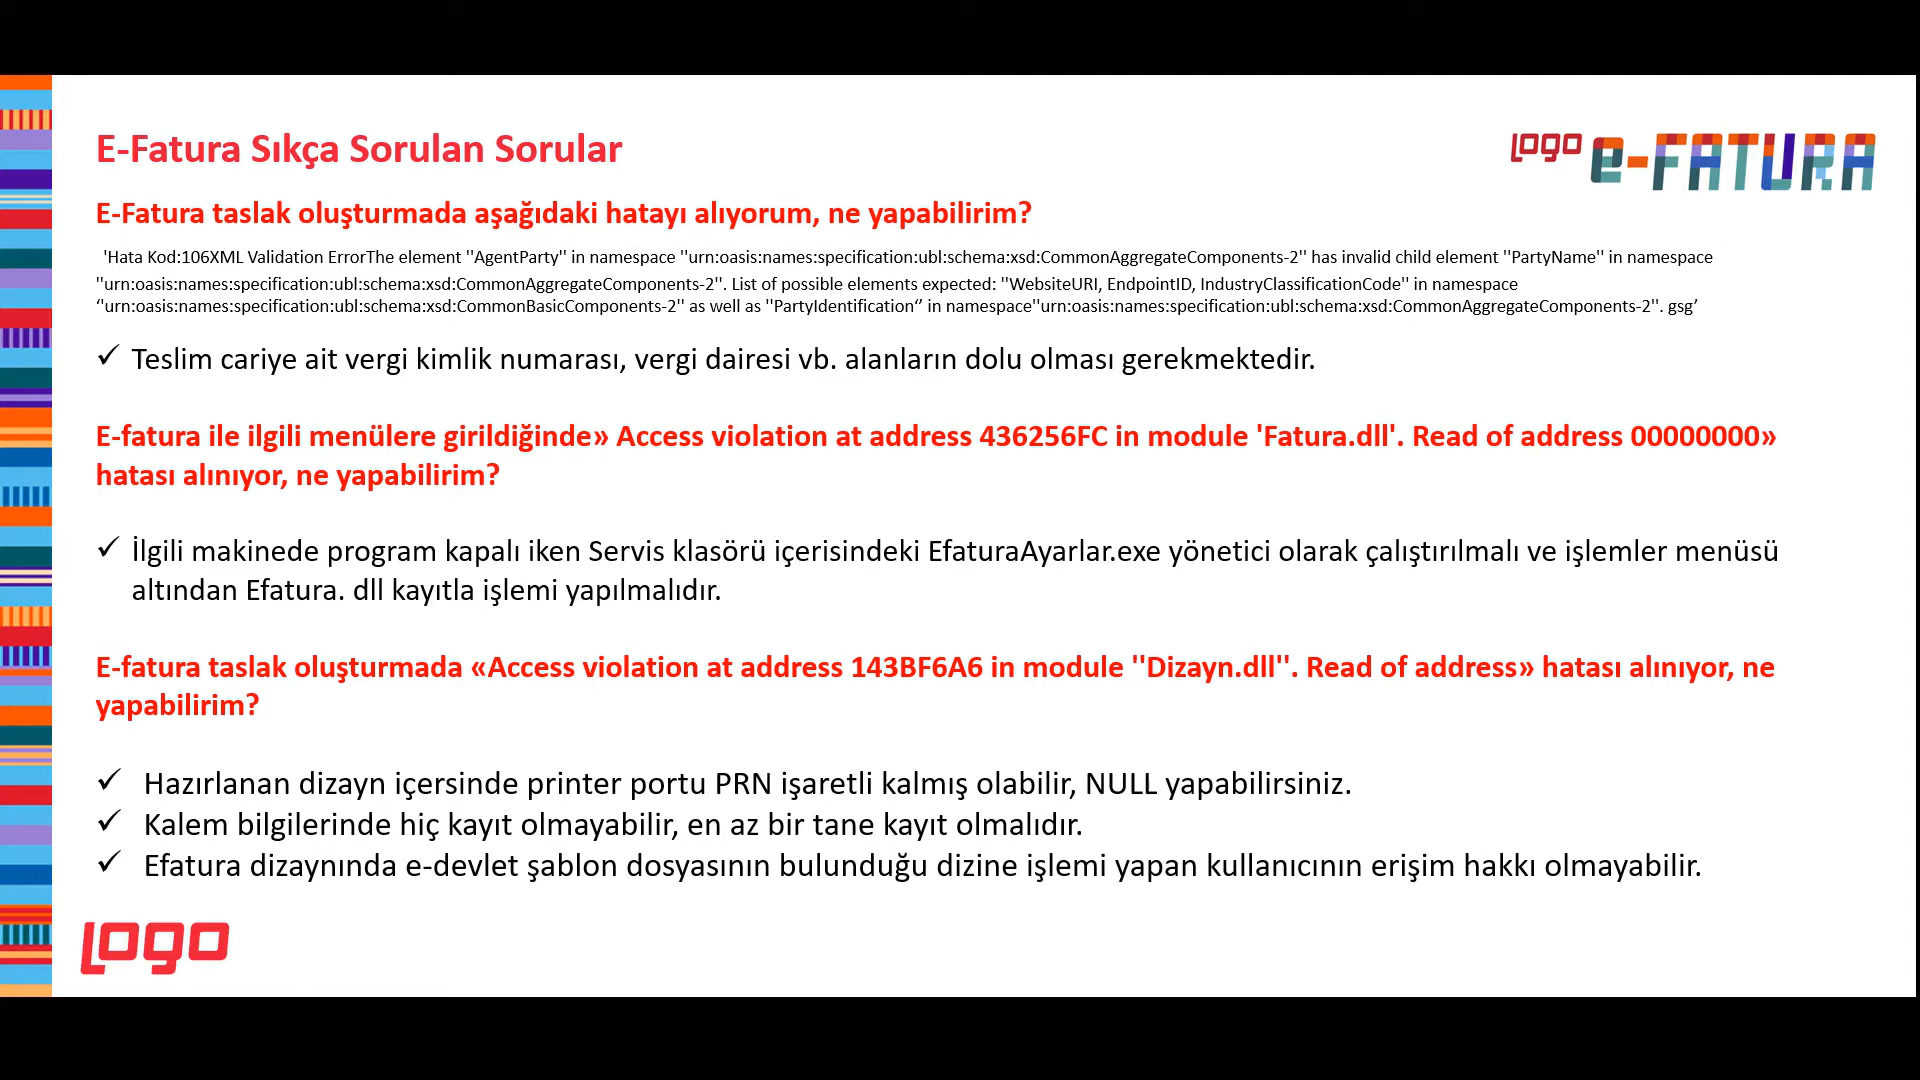 E-Fatura Sıkça Sorulan Sorular
logo e-FATURA
E-Fatura taslak oluşturmada aşağıdaki hatayı alıyorum, ne yapabilirim?
'Hata Kod:106XML Validation ErrorThe element ''AgentParty'' in namespace ''urn:oasis:names:specification:ubl:schema:xsd:CommonAggregateComponents-2'' has invalid child element ''PartyName'' in namespace
''urn:oasis:names:specification:ubl:schema:xsd:CommonAggregateComponents-2''. List of possible elements expected: ''WebsiteURI, EndpointID, IndustryClassificationCode'' in namespace
‘'urn:oasis:names:specification:ubl:schema:xsd:CommonBasicComponents-2'' as well as ''PartyIdentification‘’ in namespace''urn:oasis:names:specification:ubl:schema:xsd:CommonAggregateComponents-2''. gsg’
✓ Teslim cariye ait vergi kimlik numarası, vergi dairesi vb. alanların dolu olması gerekmektedir.
E-fatura ile ilgili menülere girildiğinde» Access violation at address 436256FC in module 'Fatura.dll'. Read of address 00000000»
hatası alınıyor, ne yapabilirim?
✓ İlgili makinede program kapalı iken Servis klasörü içerisindeki EfaturaAyarlar.exe yönetici olarak çalıştırılmalı ve işlemler menüsü
altından Efatura. dll kayıtla işlemi yapılmalıdır.
E-fatura taslak oluşturmada «Access violation at address 143BF6A6 in module ''Dizayn.dll''. Read of address» hatası alınıyor, ne
yapabilirim?
✓ Hazırlanan dizayn içersinde printer portu PRN işaretli kalmış olabilir, NULL yapabilirsiniz.
✓ Kalem bilgilerinde hiç kayıt olmayabilir, en az bir tane kayıt olmalıdır.
✓ Efatura dizaynında e-devlet şablon dosyasının bulunduğu dizine işlemi yapan kullanıcının erişim hakkı olmayabilir.
logo